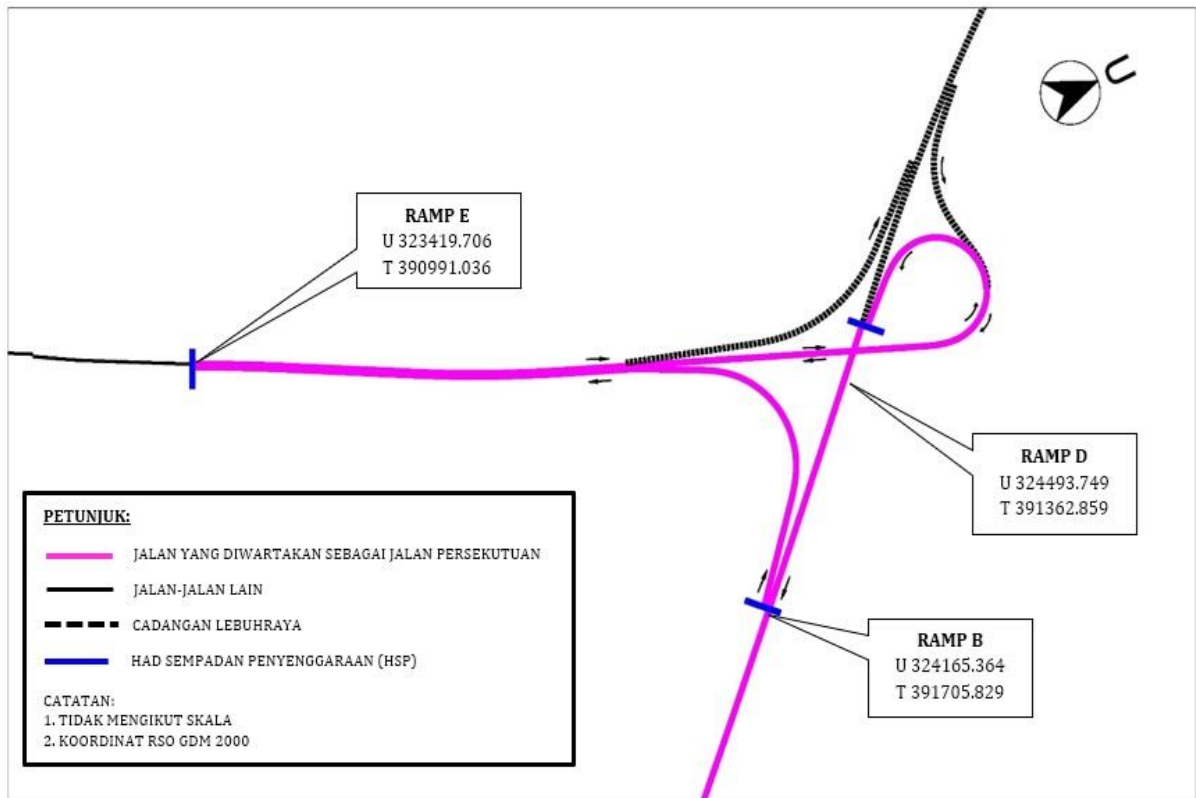 U
RAMP E
U 323419.706
T 390991.036
RAMP D
U 324493.749
T 391362.859
RAMP B
U 324165.364
T 391705.829
PETUNJUK:
JALAN YANG DIWARTAKAN SEBAGAI JALAN PERSEKUTUAN
JALAN-JALAN LAIN
CADANGAN LEBUHRAYA
HAD SEMPADAN PENYENGGARAAN (HSP)
CATATAN:
1. TIDAK MENGIKUT SKALA
2. KOORDINAT RSO GDM 2000